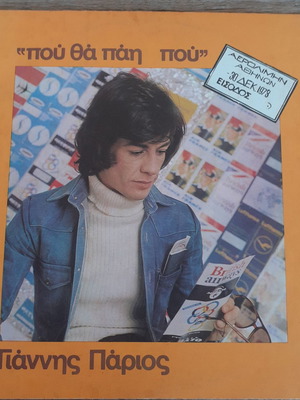 «πού θά πάη πού»
ΑΕΡΟΛΙΜΗΝ
ΑΘΗΝΩΝ
30 ΔΕΚ 1978
ΕΙΣΟΔΟΣ
Γιάννης Πάριος